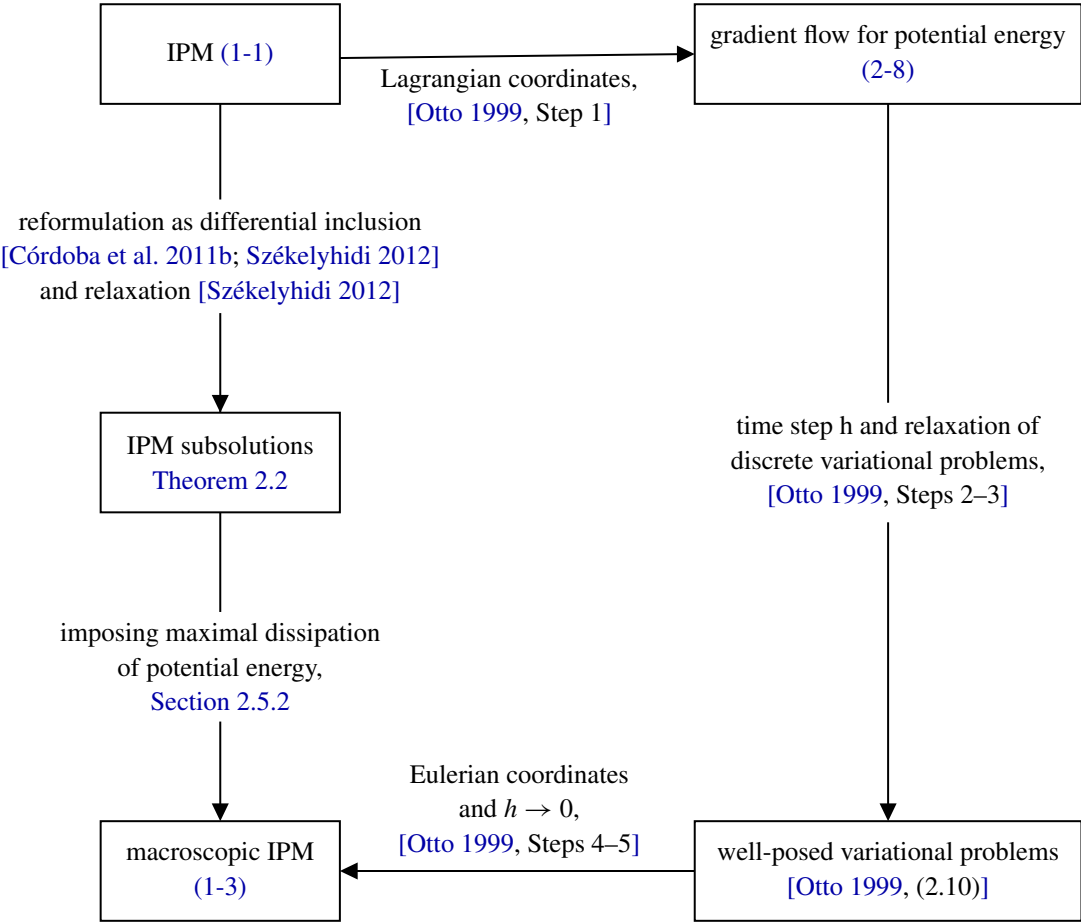 IPM (1-1)
Lagrangian coordinates,
[Otto 1999, Step 1]
gradient flow for potential energy
(2-8)
reformulation as differential inclusion
[Córdoba et al. 2011b; Székelyhidi 2012]
and relaxation [Székelyhidi 2012]
IPM subsolutions
Theorem 2.2
time step h and relaxation of
discrete variational problems,
[Otto 1999, Steps 2–3]
imposing maximal dissipation
of potential energy,
Section 2.5.2
Eulerian coordinates
and h → 0,
[Otto 1999, Steps 4–5]
macroscopic IPM
(1-3)
well-posed variational problems
[Otto 1999, (2.10)]